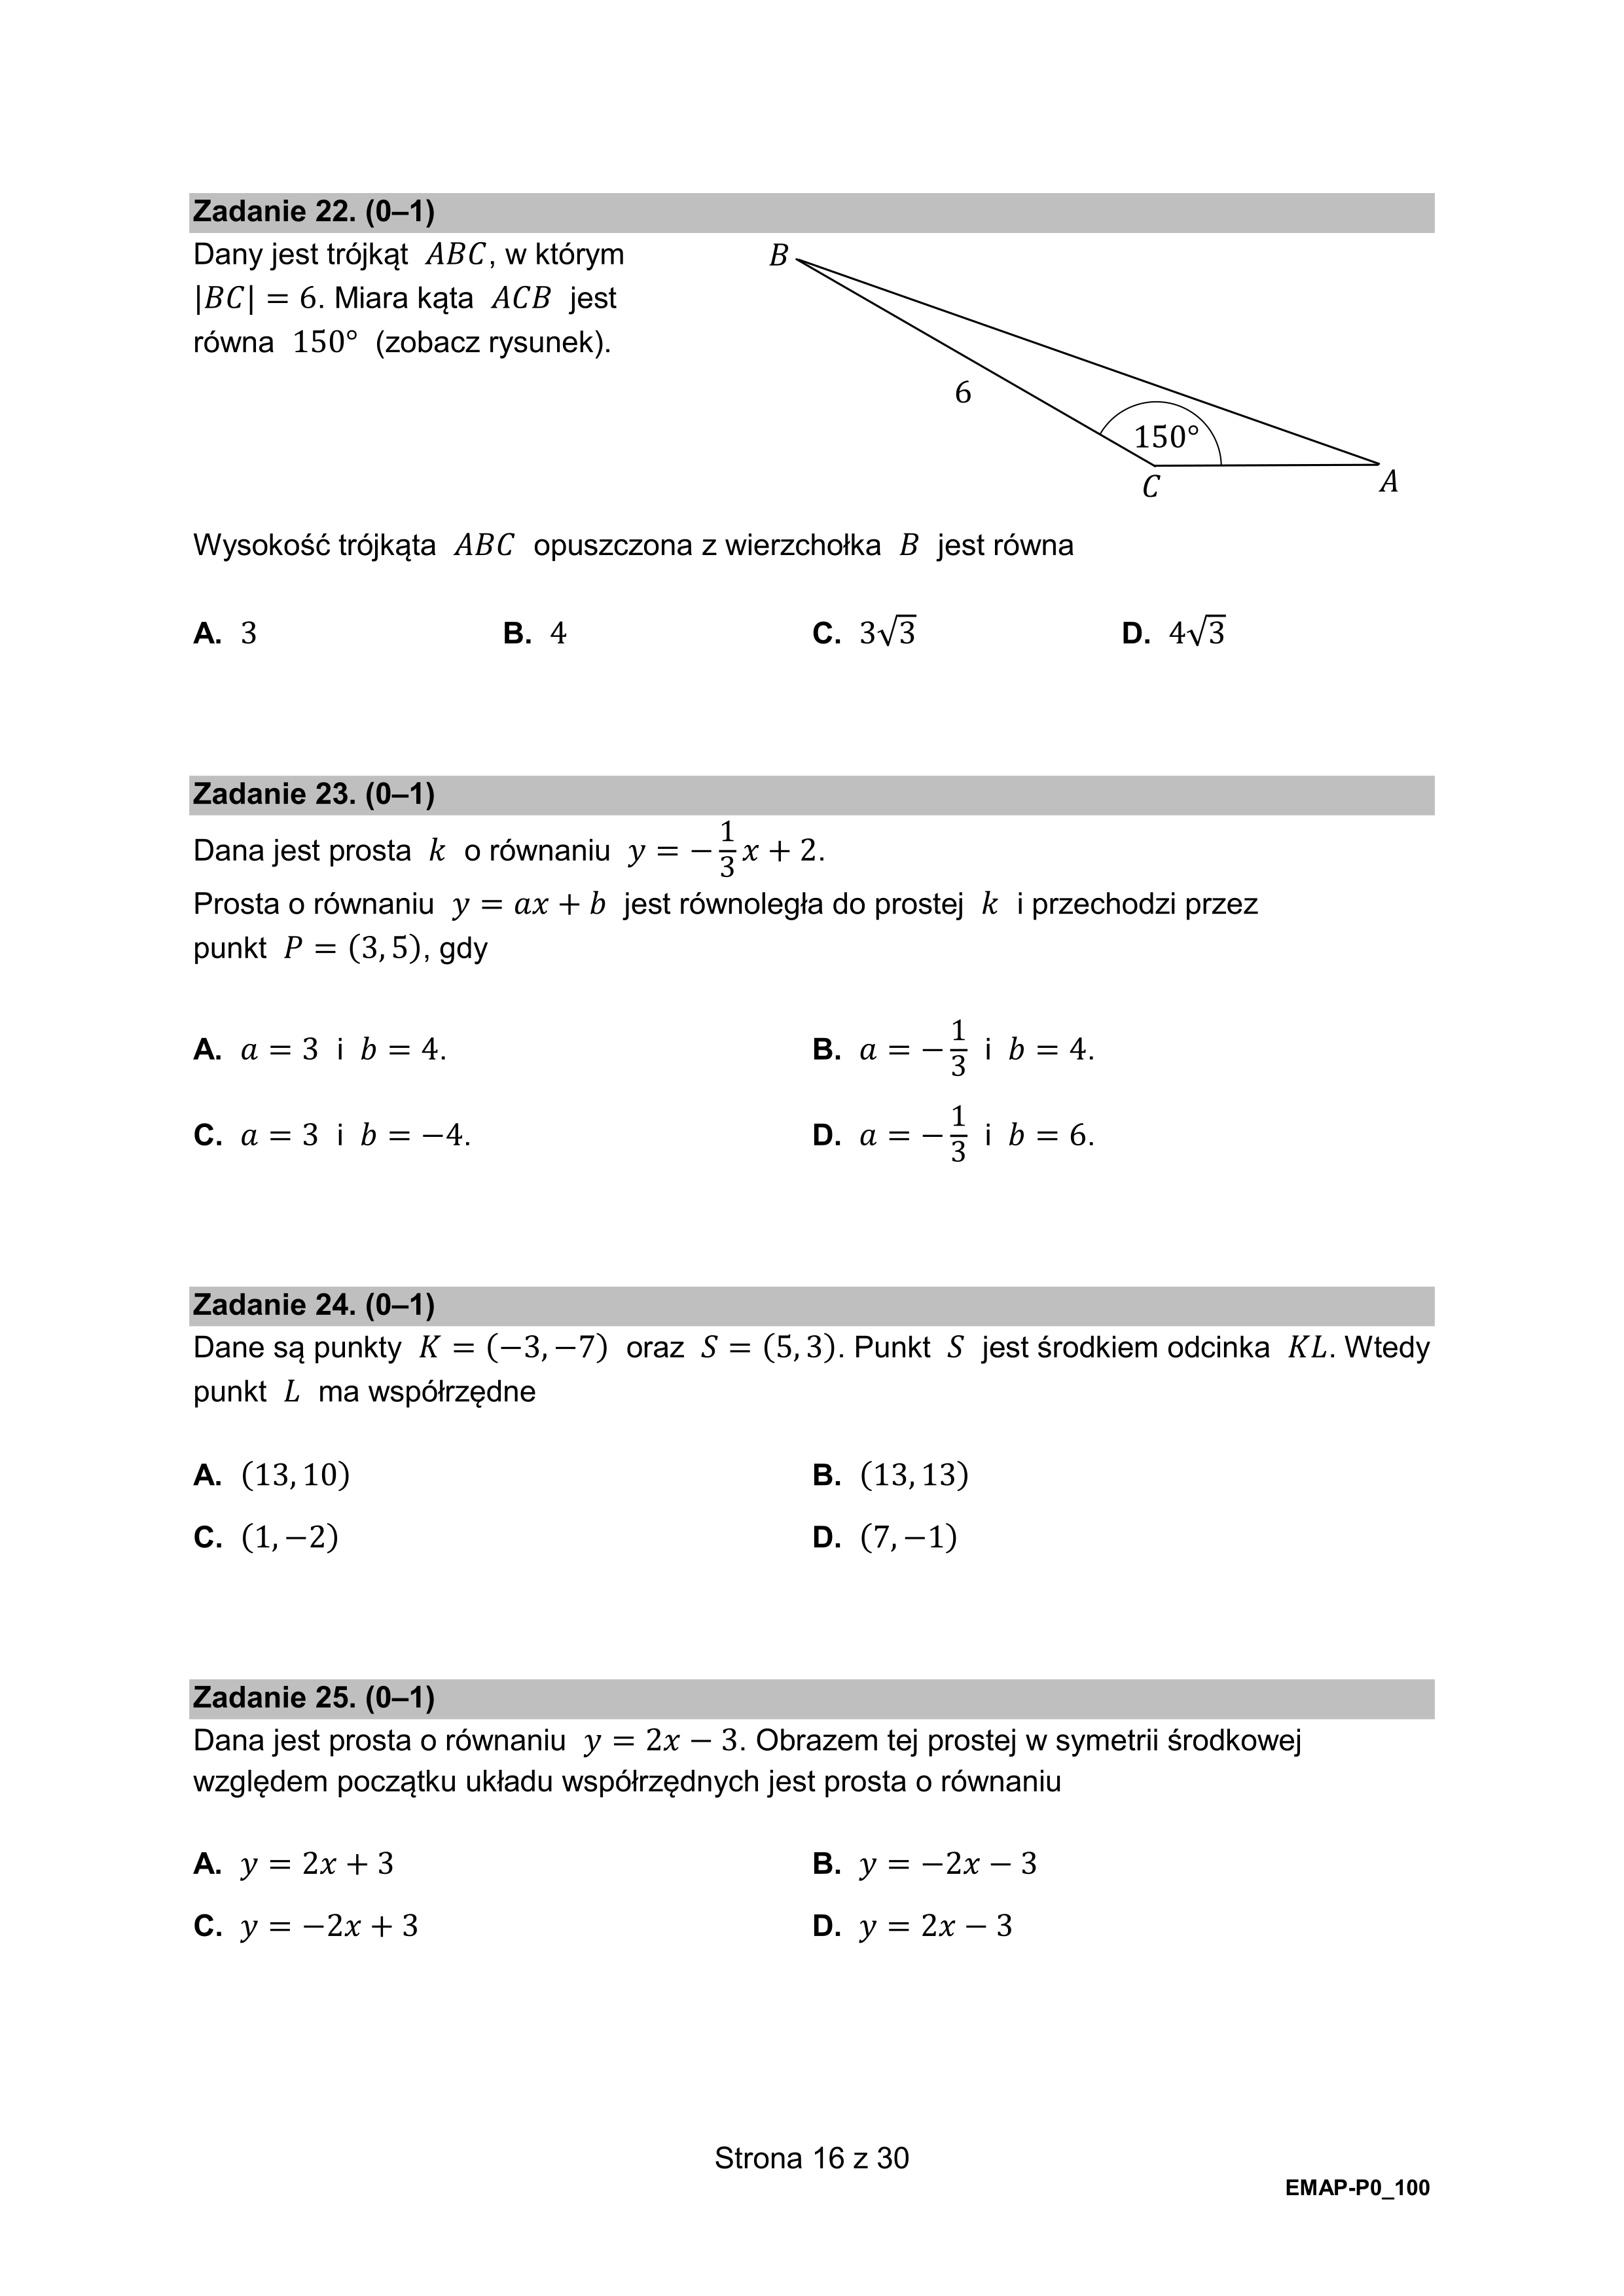 Zadanie 22. (0–1)
Dany jest trójkąt ABC, w którym
|BC| = 6. Miara kąta ACB jest
równa 150° (zobacz rysunek).
B
6
150°
C
A
Wysokość trójkąta ABC opuszczona z wierzchołka B jest równa
A. 3 B. 4 C. 3√3 D. 4√3
Zadanie 23. (0–1)
Dana jest prosta k o równaniu y = −1/3 x + 2.
Prosta o równaniu y = ax + b jest równoległa do prostej k i przechodzi przez
punkt P = (3, 5), gdy
A. a = 3 i b = 4. B. a = −1/3 i b = 4.
C. a = 3 i b = −4. D. a = −1/3 i b = 6.
Zadanie 24. (0–1)
Dane są punkty K = (−3, −7) oraz S = (5, 3). Punkt S jest środkiem odcinka KL. Wtedy
punkt L ma współrzędne
A. (13, 10) B. (13, 13)
C. (1, −2) D. (7, −1)
Zadanie 25. (0–1)
Dana jest prosta o równaniu y = 2x − 3. Obrazem tej prostej w symetrii środkowej
względem początku układu współrzędnych jest prosta o równaniu
A. y = 2x + 3 B. y = −2x − 3
C. y = −2x + 3 D. y = 2x − 3
Strona 16 z 30
EMAP-P0_100